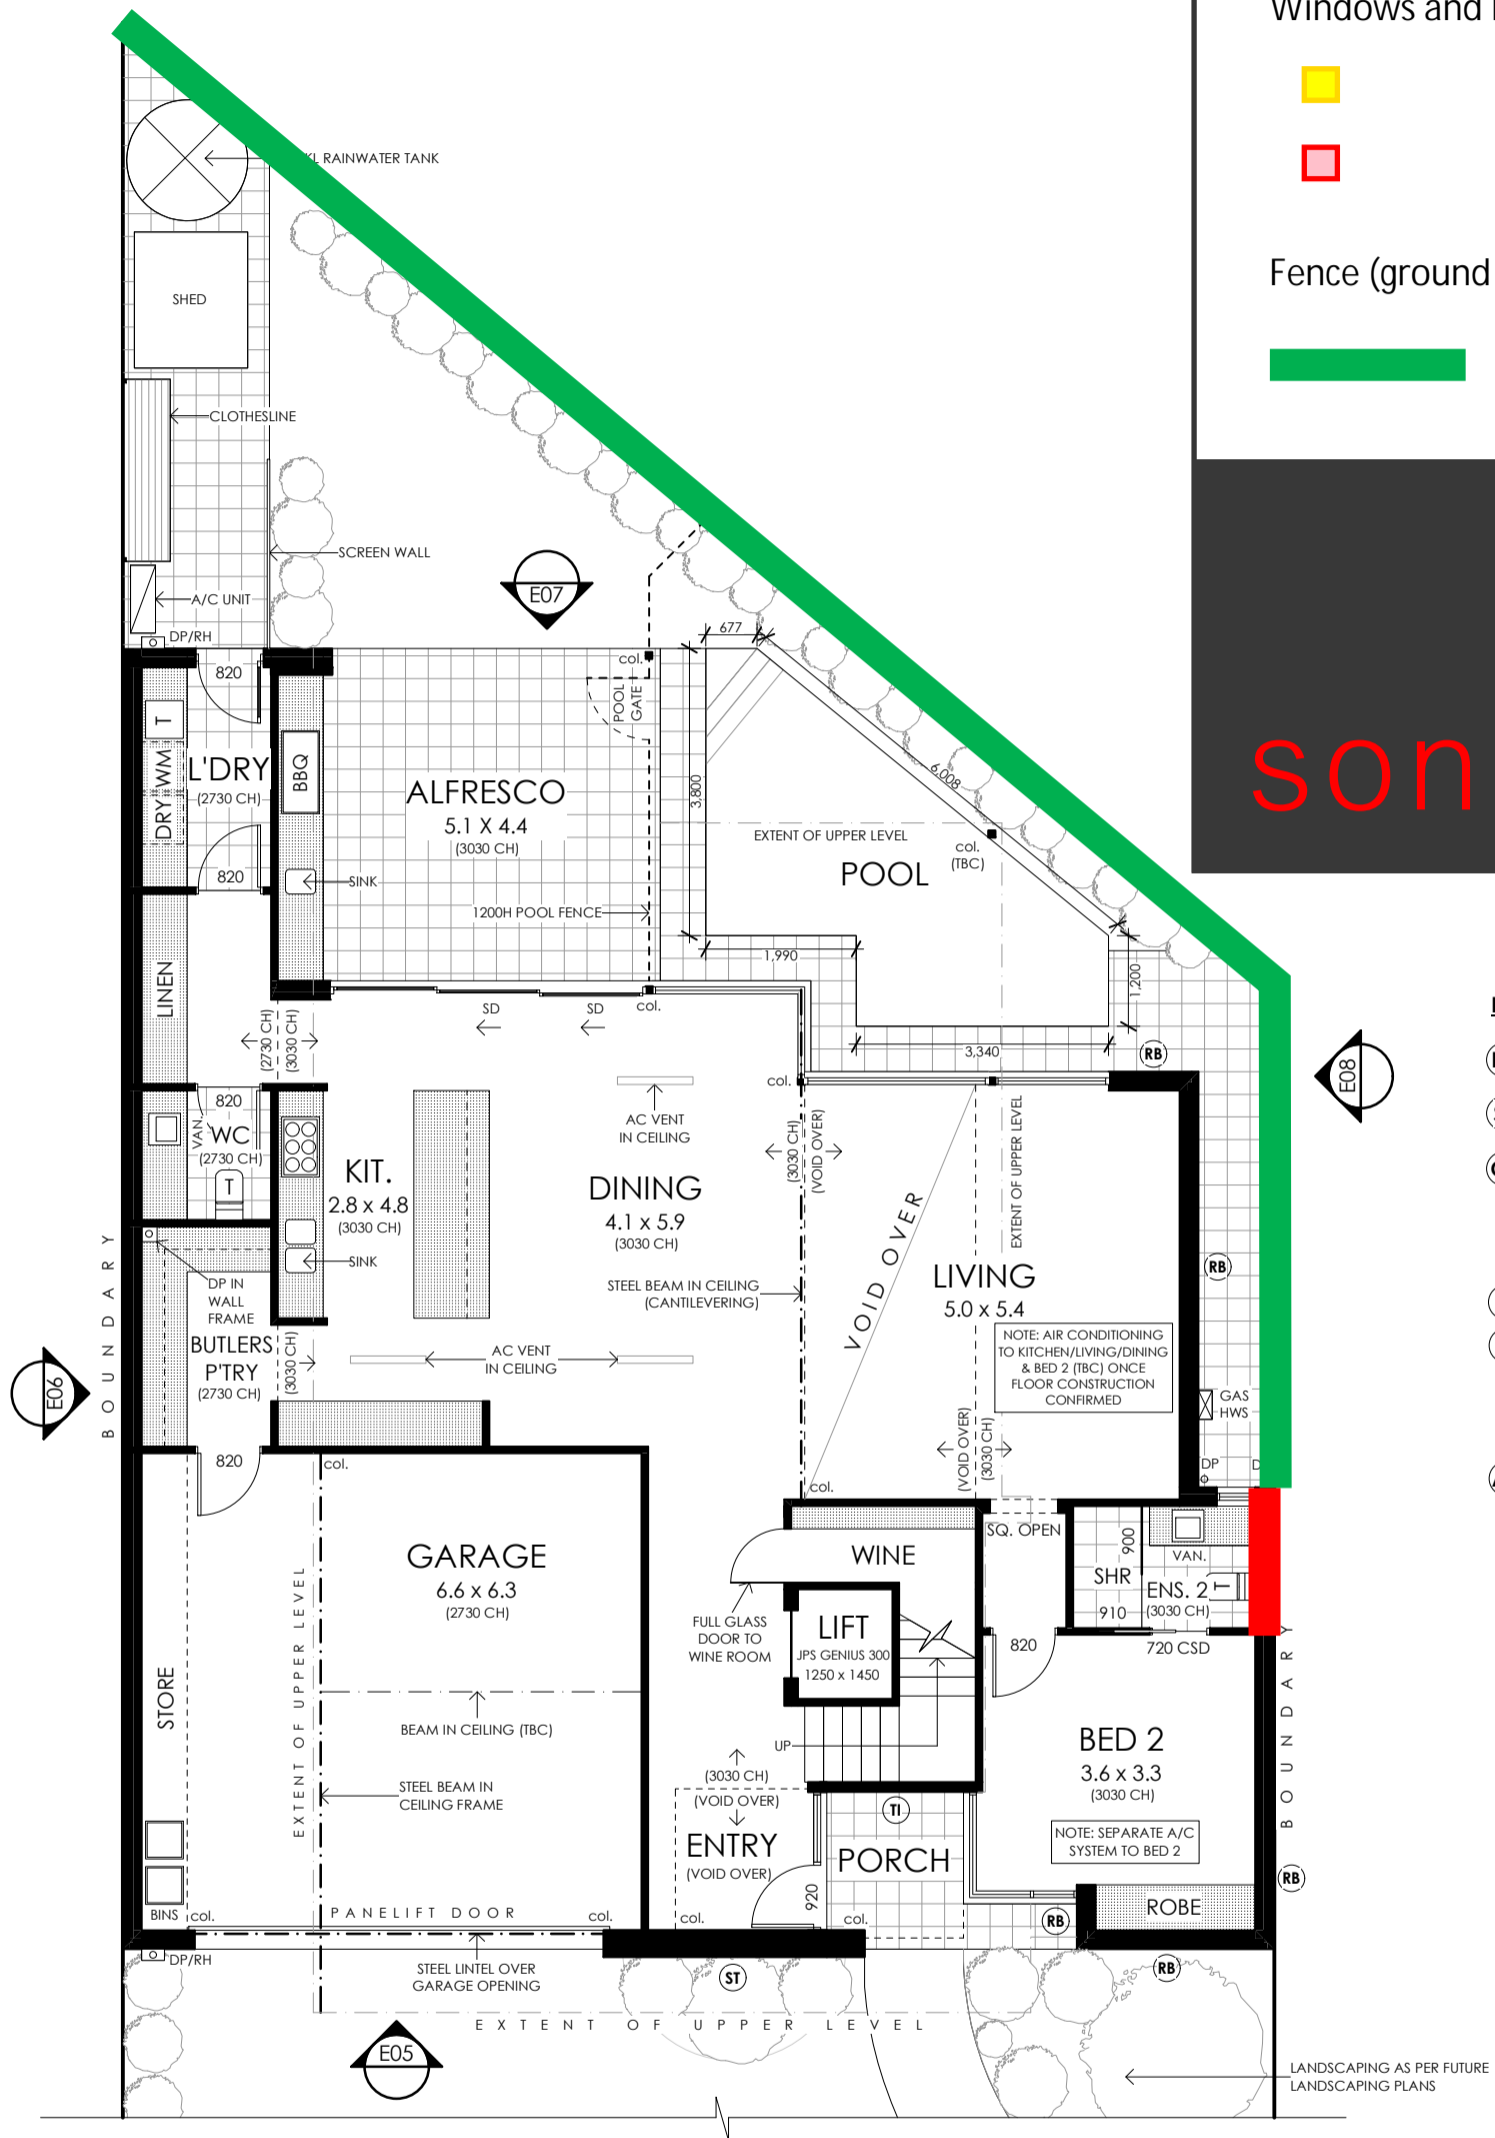 Windows and
Fence (ground
son
RAINWATER TANK
SHED
CLOTHESLINE
SCREEN WALL
A/C UNIT
DP/RH
E07
677
820
col.
POOL
GATE
T
WM
DRY
L'DRY
(2730 CH)
BBQ
ALFRESCO
5.1 X 4.4
(3030 CH)
3,800
6,008
EXTENT OF UPPER LEVEL
col.
(TBC)
POOL
820
SINK
1200H POOL FENCE
1,990
1,200
LINEN
SD
SD
col.
(2730 CH)
(3030 CH)
3,340
RB
E08
col.
820
VAN.
WC
(2730 CH)
T
AC VENT
IN CEILING
(3030 CH)
(VOID OVER)
EXTENT OF UPPER LEVEL
KIT.
2.8 x 4.8
(3030 CH)
DINING
4.1 x 5.9
(3030 CH)
VOID OVER
SINK
DP IN
WALL
FRAME
STEEL BEAM IN CEILING
(CANTILEVERING)
LIVING
5.0 x 5.4
RB
BOUNDARY
NOTE: AIR CONDITIONING
TO KITCHEN/LIVING/DINING
& BED 2 (TBC) ONCE
FLOOR CONSTRUCTION
CONFIRMED
BUTLERS
P'TRY
(2730 CH)
(3030 CH)
AC VENT
IN CEILING
E06
GAS
HWS
(VOID OVER)
(3030 CH)
820
col.
col.
DP
D
GARAGE
6.6 x 6.3
(2730 CH)
WINE
SQ. OPEN
900
VAN.
SHR
910
ENS. 2
(3030 CH)
T
FULL GLASS
DOOR TO
WINE ROOM
LIFT
JPS GENIUS 300
1250 x 1450
820
720 CSD
STORE
EXTENT OF UPPER LEVEL
BEAM IN CEILING (TBC)
UP
BED 2
3.6 x 3.3
(3030 CH)
BOUNDARY
STEEL BEAM IN
CEILING FRAME
(3030 CH)
(VOID OVER)
TI
NOTE: SEPARATE A/C
SYSTEM TO BED 2
ENTRY
(VOID OVER)
PORCH
920
RB
ROBE
BINS
col.
PANELIFT DOOR
col.
col.
col.
RB
DP/RH
STEEL LINTEL OVER
GARAGE OPENING
ST
RB
EXTENT OF UPPER LEVEL
E05
LANDSCAPING AS PER FUTURE
LANDSCAPING PLANS